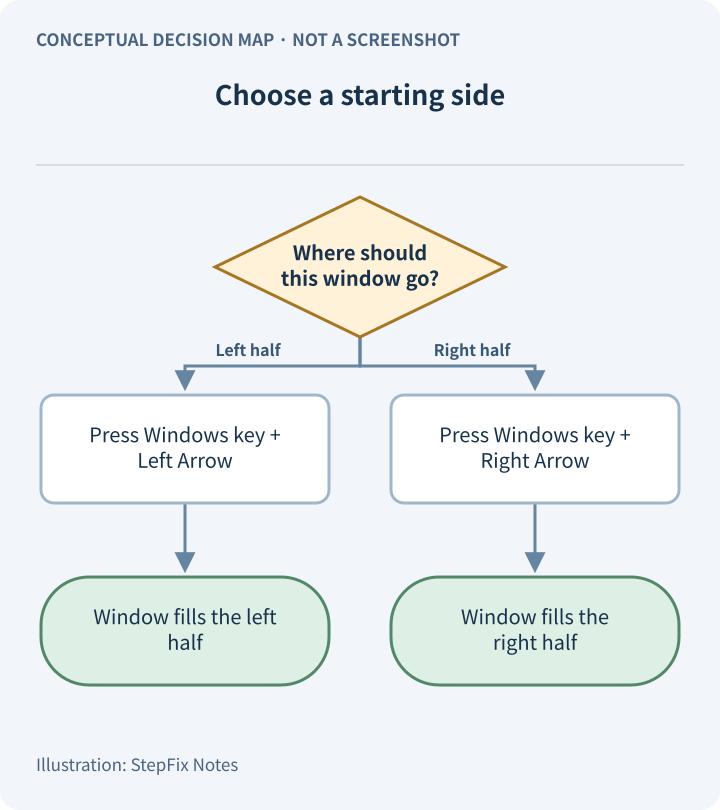 CONCEPTUAL DECISION MAP · NOT A SCREENSHOT
Choose a starting side
Where should
this window go?
Left half
Right half
Press Windows key +
Left Arrow
Press Windows key +
Right Arrow
Window fills the left
half
Window fills the
right half
Illustration: StepFix Notes